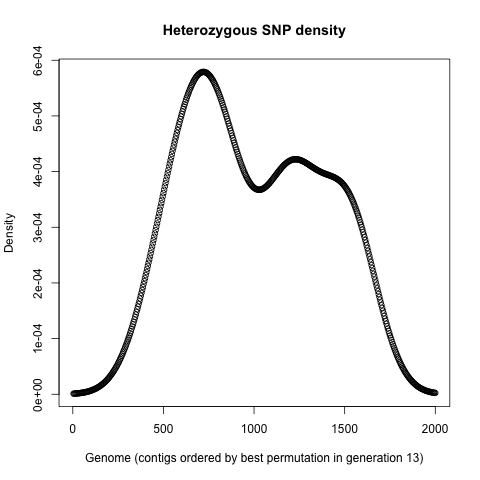 Heterozygous SNP density
6e-04
5e-04
4e-04
3e-04
2e-04
1e-04
0e+00
Density
0 500 1000 1500 2000
Genome (contigs ordered by best permutation in generation 13)